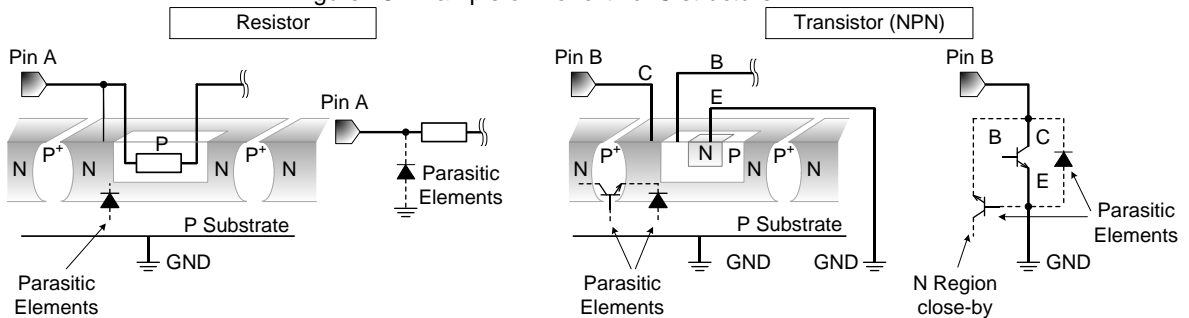 Resistor
Transistor (NPN)
Pin A
P
N
P+
N
N
P+
N
Parasitic
Elements
P Substrate
GND
Pin A
Parasitic
Elements
Pin B
C
B
E
N
P+
N
N
P
N
P+
N
P Substrate
Parasitic
Elements
GND
GND
Pin B
B
C
E
Parasitic
Elements
N Region
close-by
GND